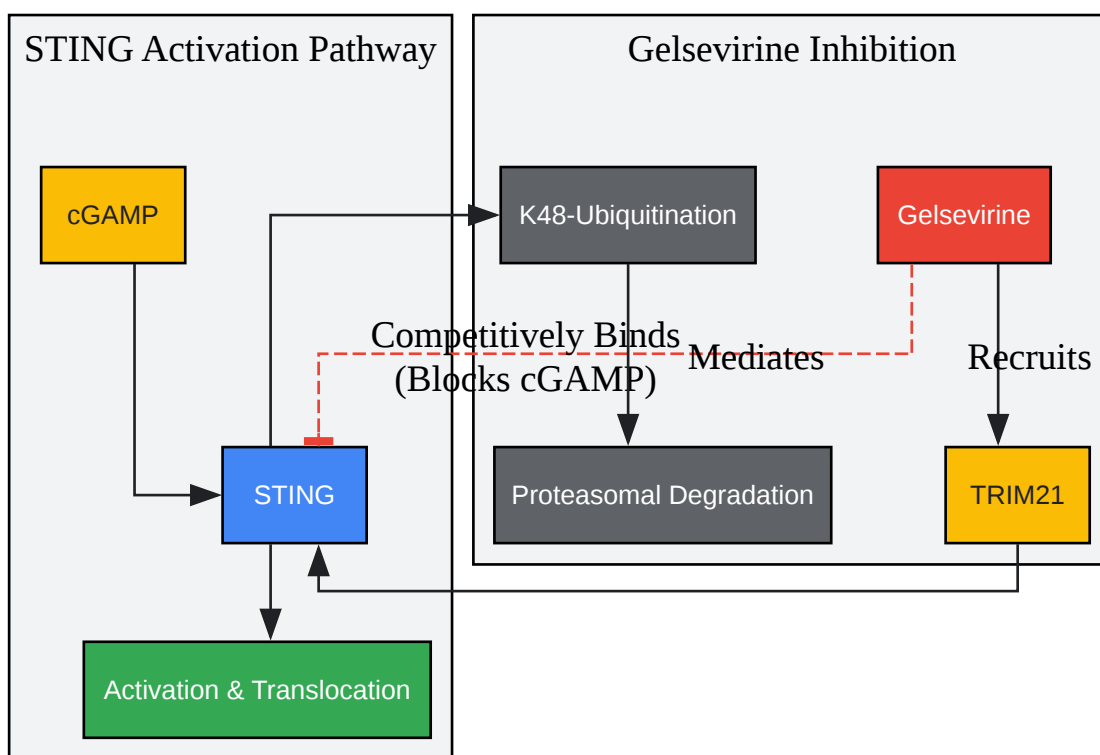 STING Activation Pathway
Gelsevirine Inhibition
cGAMP
K48-Ubiquitination
Gelsevirine
Competitively Binds
(Blocks cGAMP)
Mediates
Recruits
STING
Proteasomal Degradation
TRIM21
Activation & Translocation